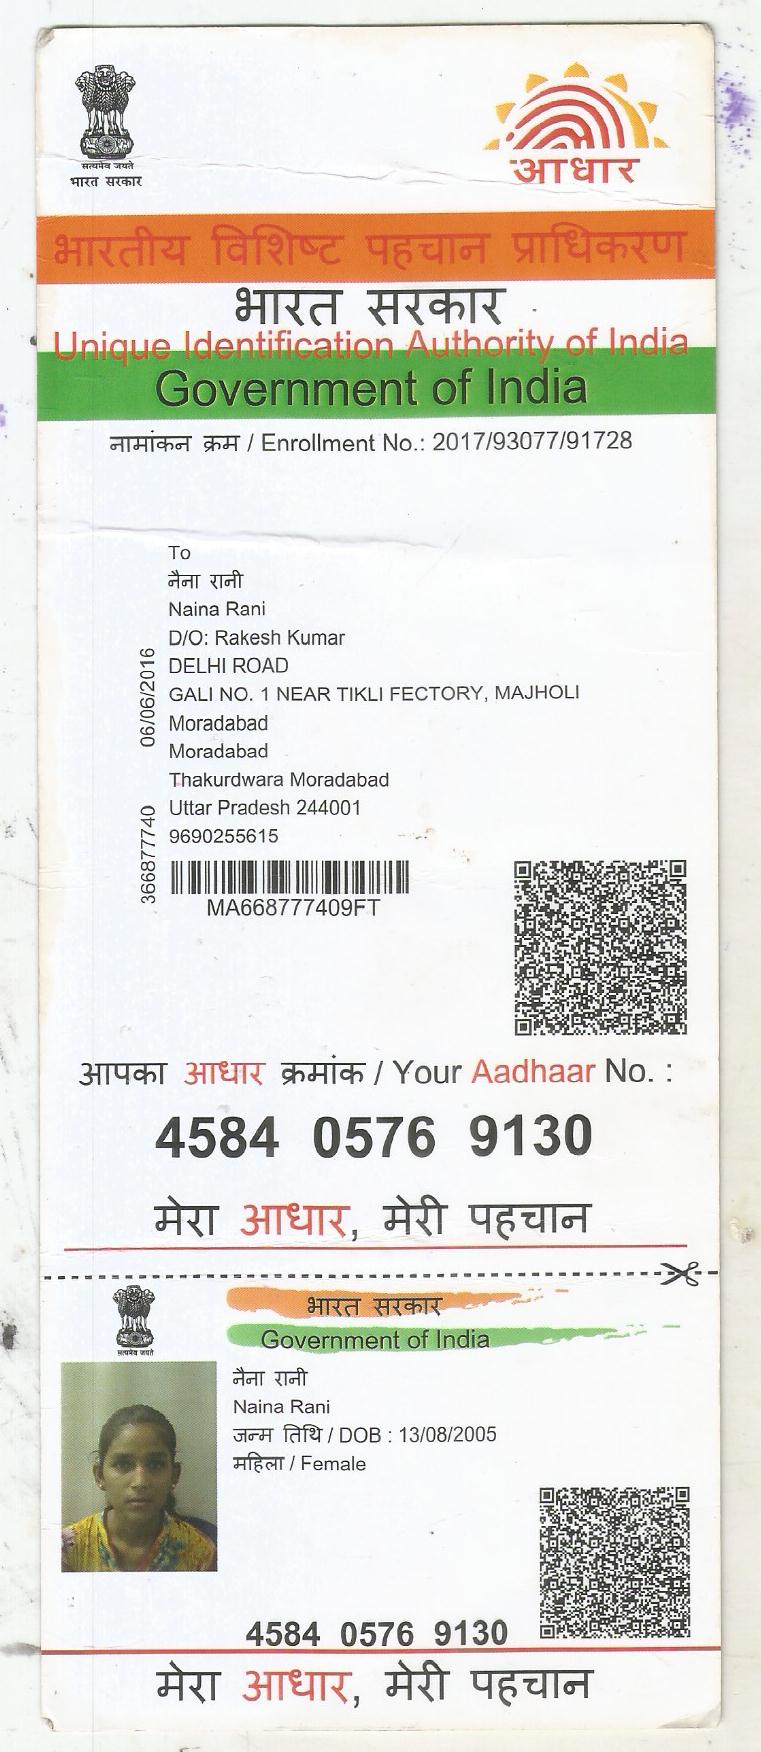 सत्यमेव जयते
भारत सरकार
आधार
भारतीय विशिष्ट पहचान प्राधिकरण
भारत सरकार
Unique Identification Authority of India
Government of India
नामांकन क्रम / Enrollment No.: 2017/93077/91728
To
नैना रानी
Naina Rani
D/O: Rakesh Kumar
DELHI ROAD
GALI NO. 1 NEAR TIKLI FECTORY, MAJHOLI
Moradabad
Moradabad
Thakurdwara Moradabad
Uttar Pradesh 244001
9690255615
366877740 06/06/2016
MA668777409FT
आपका आधार क्रमांक / Your Aadhaar No. :
4584 0576 9130
मेरा आधार, मेरी पहचान
सत्यमेव जयते
भारत सरकार
Government of India
नैना रानी
Naina Rani
जन्म तिथि / DOB : 13/08/2005
महिला / Female
4584 0576 9130
मेरा आधार, मेरी पहचान